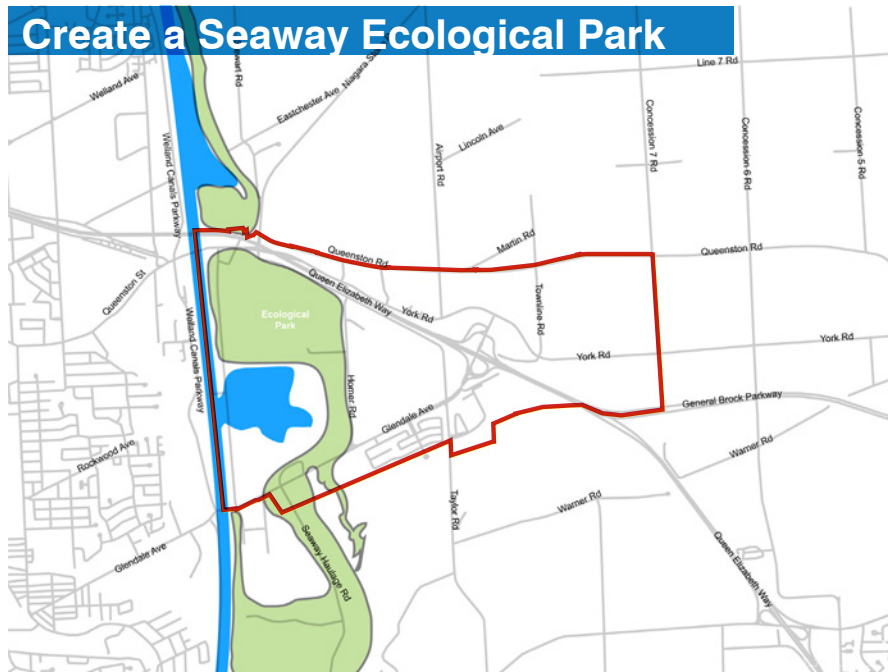 Create a Seaway Ecological Park
Line 7 Rd
Welland Ave
Eastchester Ave
Concession 7 Rd
Concession 6 Rd
Concession 5 Rd
Lincoln Ave
Airport Rd
Welland Canals Parkway
Martin Rd
Queenston Rd
Queenston Rd
Queenston St
Queen Elizabeth Way
Townline Rd
York Rd
Ecological
Park
York Rd
York Rd
Welland Canals Parkway
Homer Rd
General Brock Parkway
Glendale Ave
Rockwood Ave
Warner Rd
Taylor Rd
Warner Rd
Glendale Ave
Seaway Haulage Rd
Queen Elizabeth Way